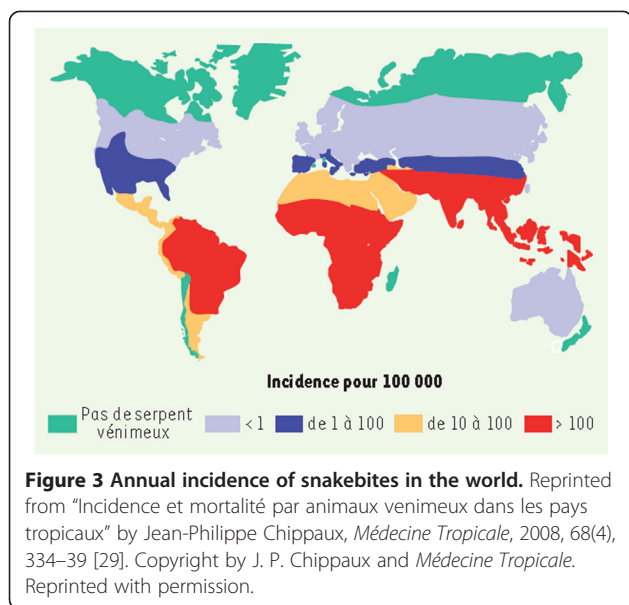 Incidence pour 100 000
Pas de serpent
vénimeux
< 1
de 1 à 100
de 10 à 100
> 100
Figure 3 Annual incidence of snakebites in the world. Reprinted
from “Incidence et mortalité par animaux venimeux dans les pays
tropicaux” by Jean-Philippe Chippaux, Médecine Tropicale, 2008, 68(4),
334–39 [29]. Copyright by J. P. Chippaux and Médecine Tropicale.
Reprinted with permission.